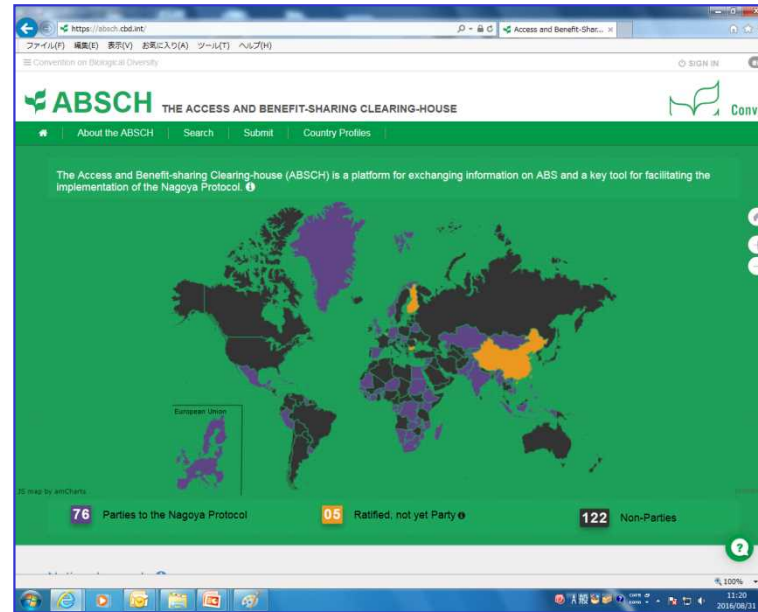 https://absch.cbd.int/
Access and Benefit-Shar...
ファイル(F) 編集(E) 表示(V) お気に入り(A) ツール(T) ヘルプ(H)
Convention on Biological Diversity
SIGN IN
ABSCH THE ACCESS AND BENEFIT-SHARING CLEARING-HOUSE
Conv
About the ABSCH Search Submit Country Profiles
The Access and Benefit-sharing Clearing-house (ABSCH) is a platform for exchanging information on ABS and a key tool for facilitating the
implementation of the Nagoya Protocol.
European Union
JS map by amCharts
76 Parties to the Nagoya Protocol
05 Ratified, not yet Party
122 Non-Parties
?
100%
A 般
11:20
2016/08/31